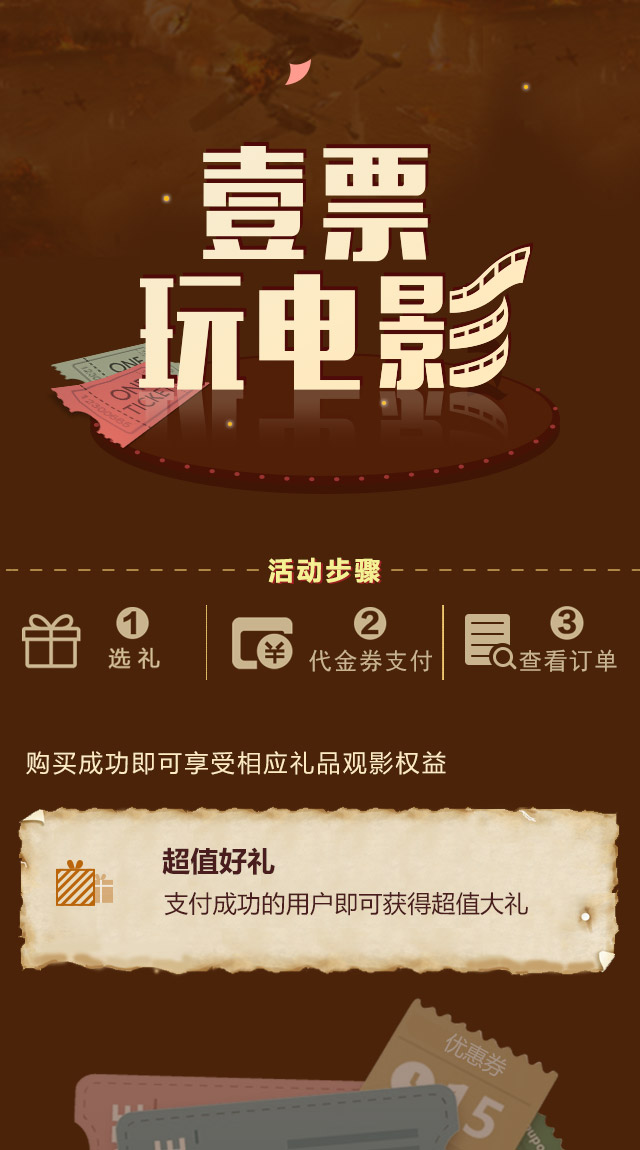 壹票
玩电影
ONE
ONE
TICKET
活动步骤
1
选礼
2
代金券支付
3
查看订单
购买成功即可享受相应礼品观影权益
超值好礼
支付成功的用户即可获得超值大礼
优惠券
15